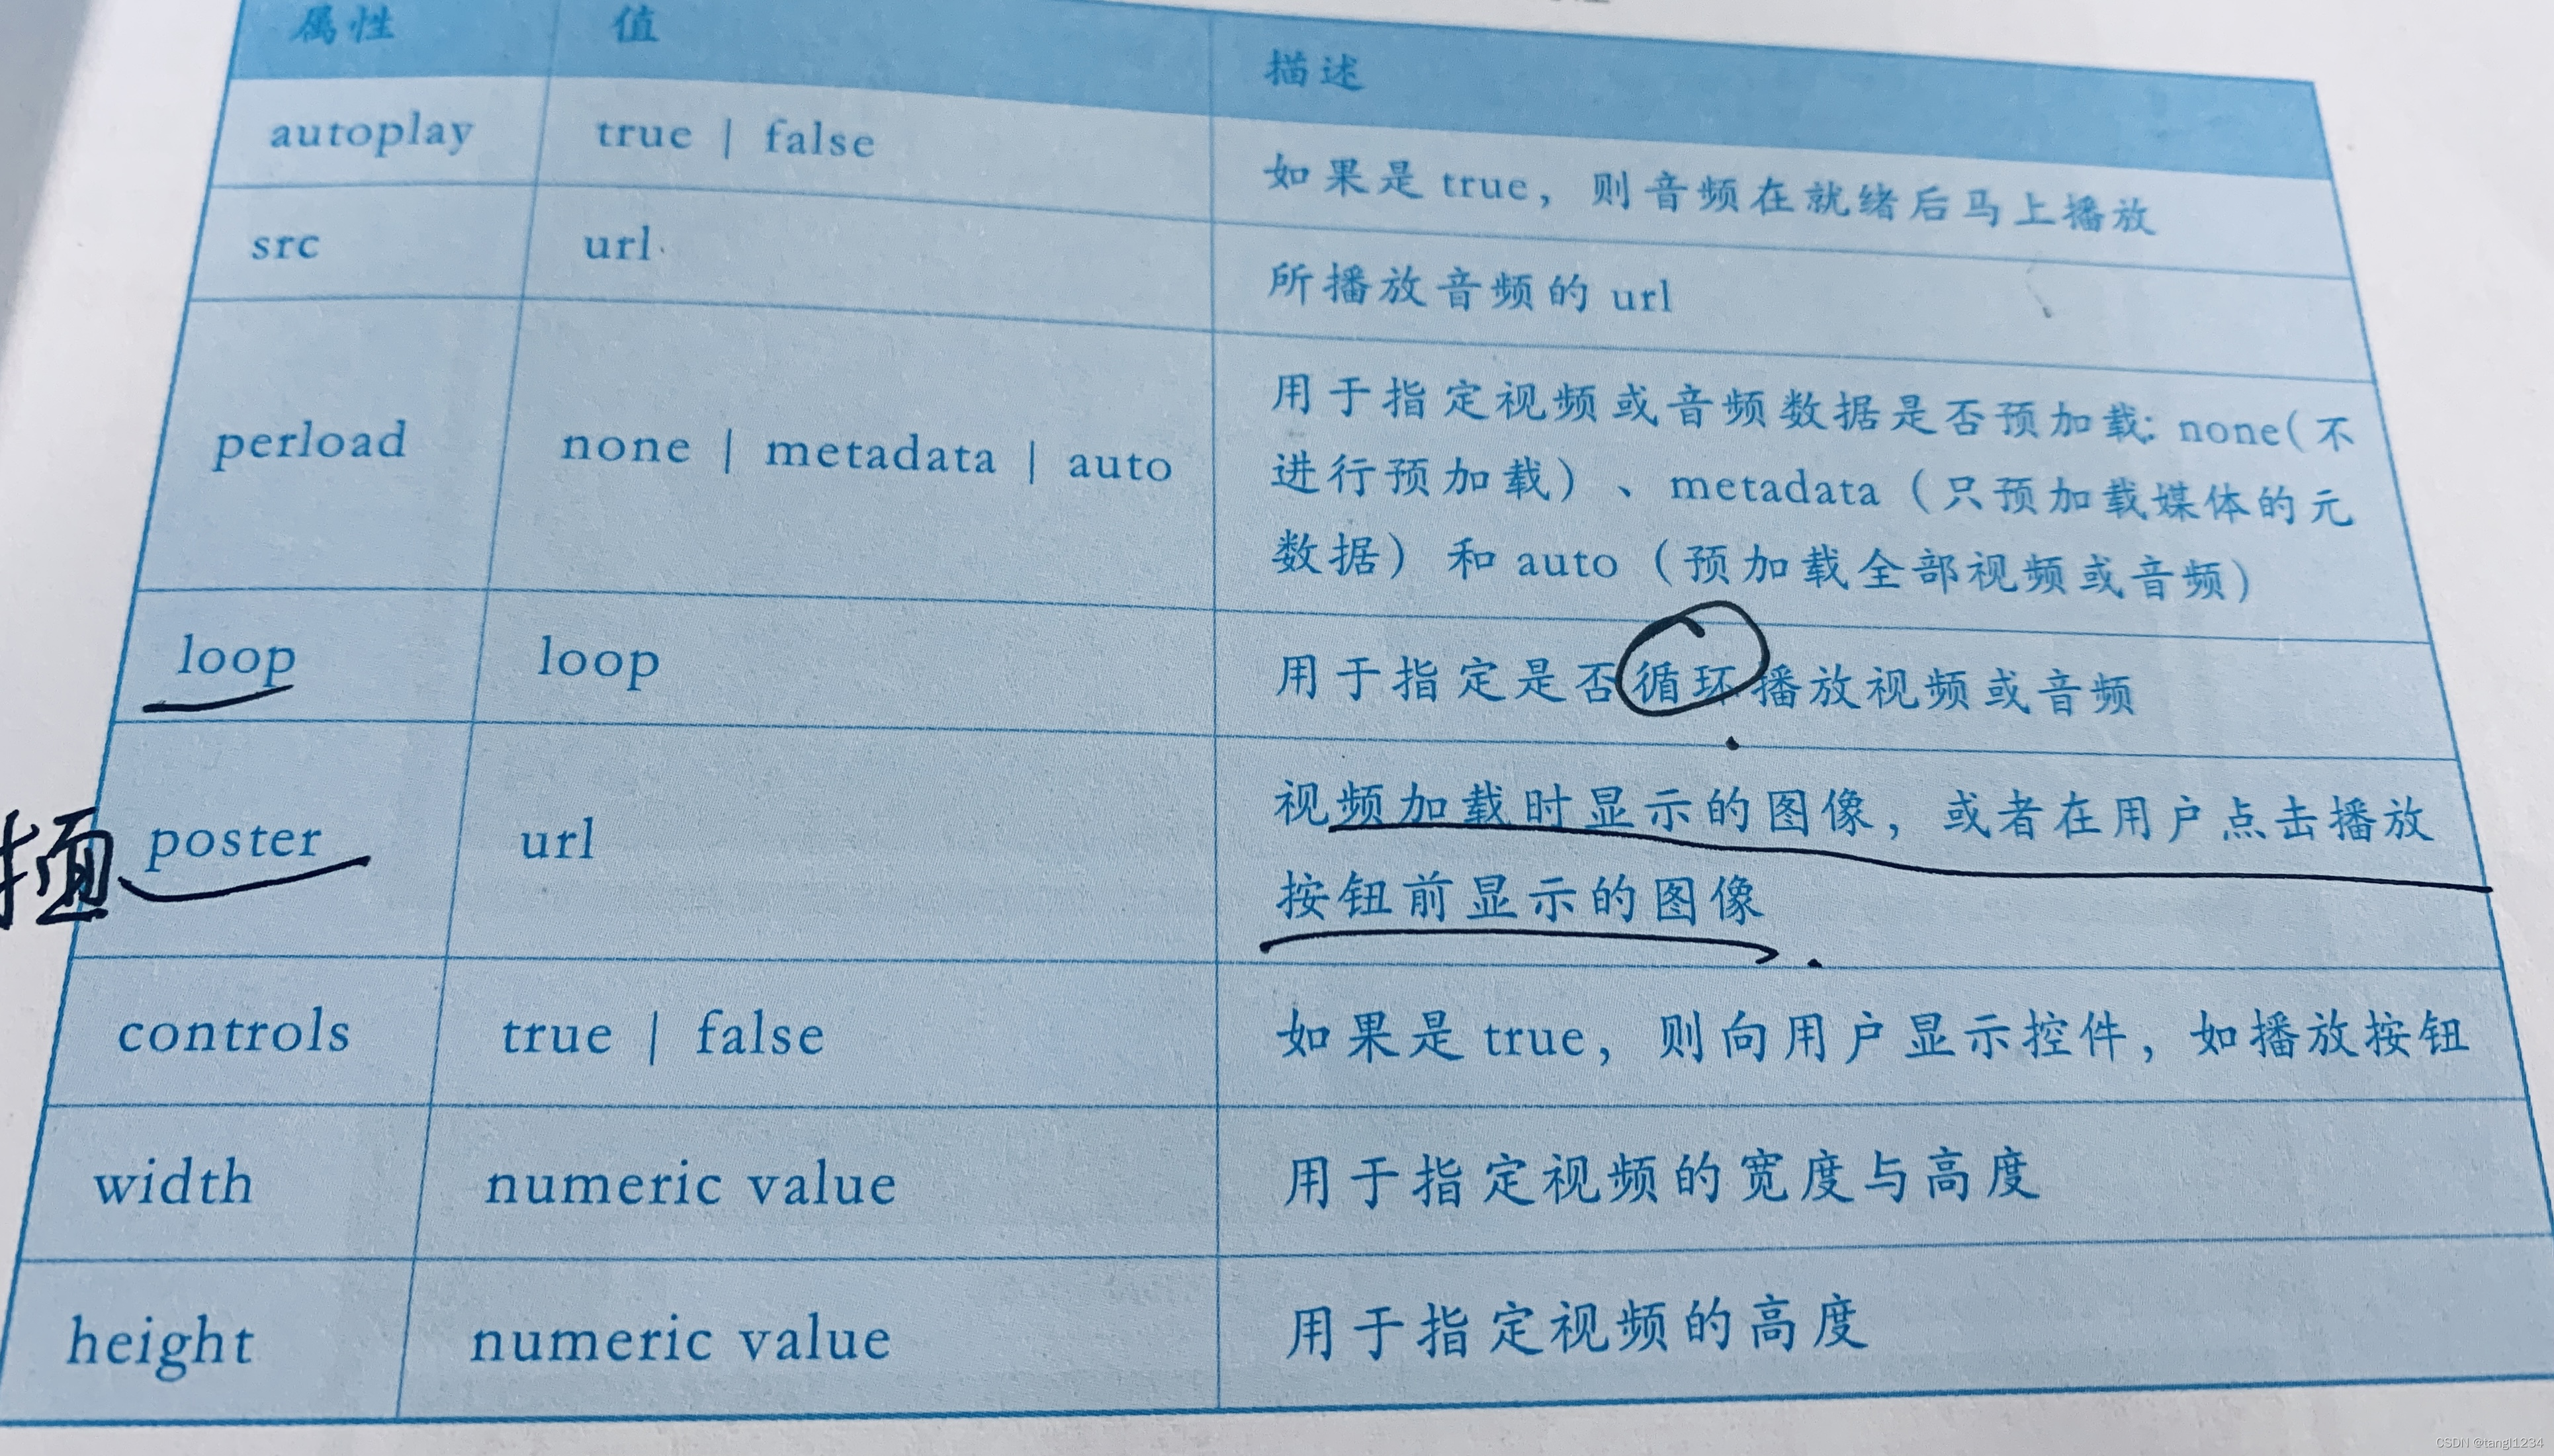 属性 值 描述
autoplay true | false 如果是 true，则音频在就绪后马上播放
src url 所播放音频的 url
perload none | metadata | auto 用于指定视频或音频数据是否预加载: none(不
进行预加载）、metadata（只预加载媒体的元
数据）和 auto（预加载全部视频或音频）
loop loop 用于指定是否循环播放视频或音频
poster url 视频加载时显示的图像，或者在用户点击播放
按钮前显示的图像
controls true | false 如果是 true，则向用户显示控件，如播放按钮
width numeric value 用于指定视频的宽度与高度
height numeric value 用于指定视频的高度
CSDN @tangl1234